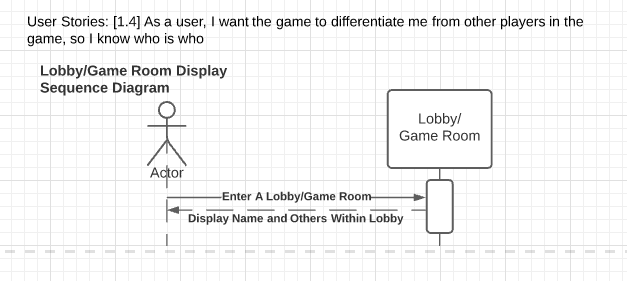 User Stories: [1.4] As a user, I want the game to differentiate me from other players in the
game, so I know who is who
Lobby/Game Room Display
Sequence Diagram
Lobby/
Game Room
Actor
Enter A Lobby/Game Room
Display Name and Others Within Lobby